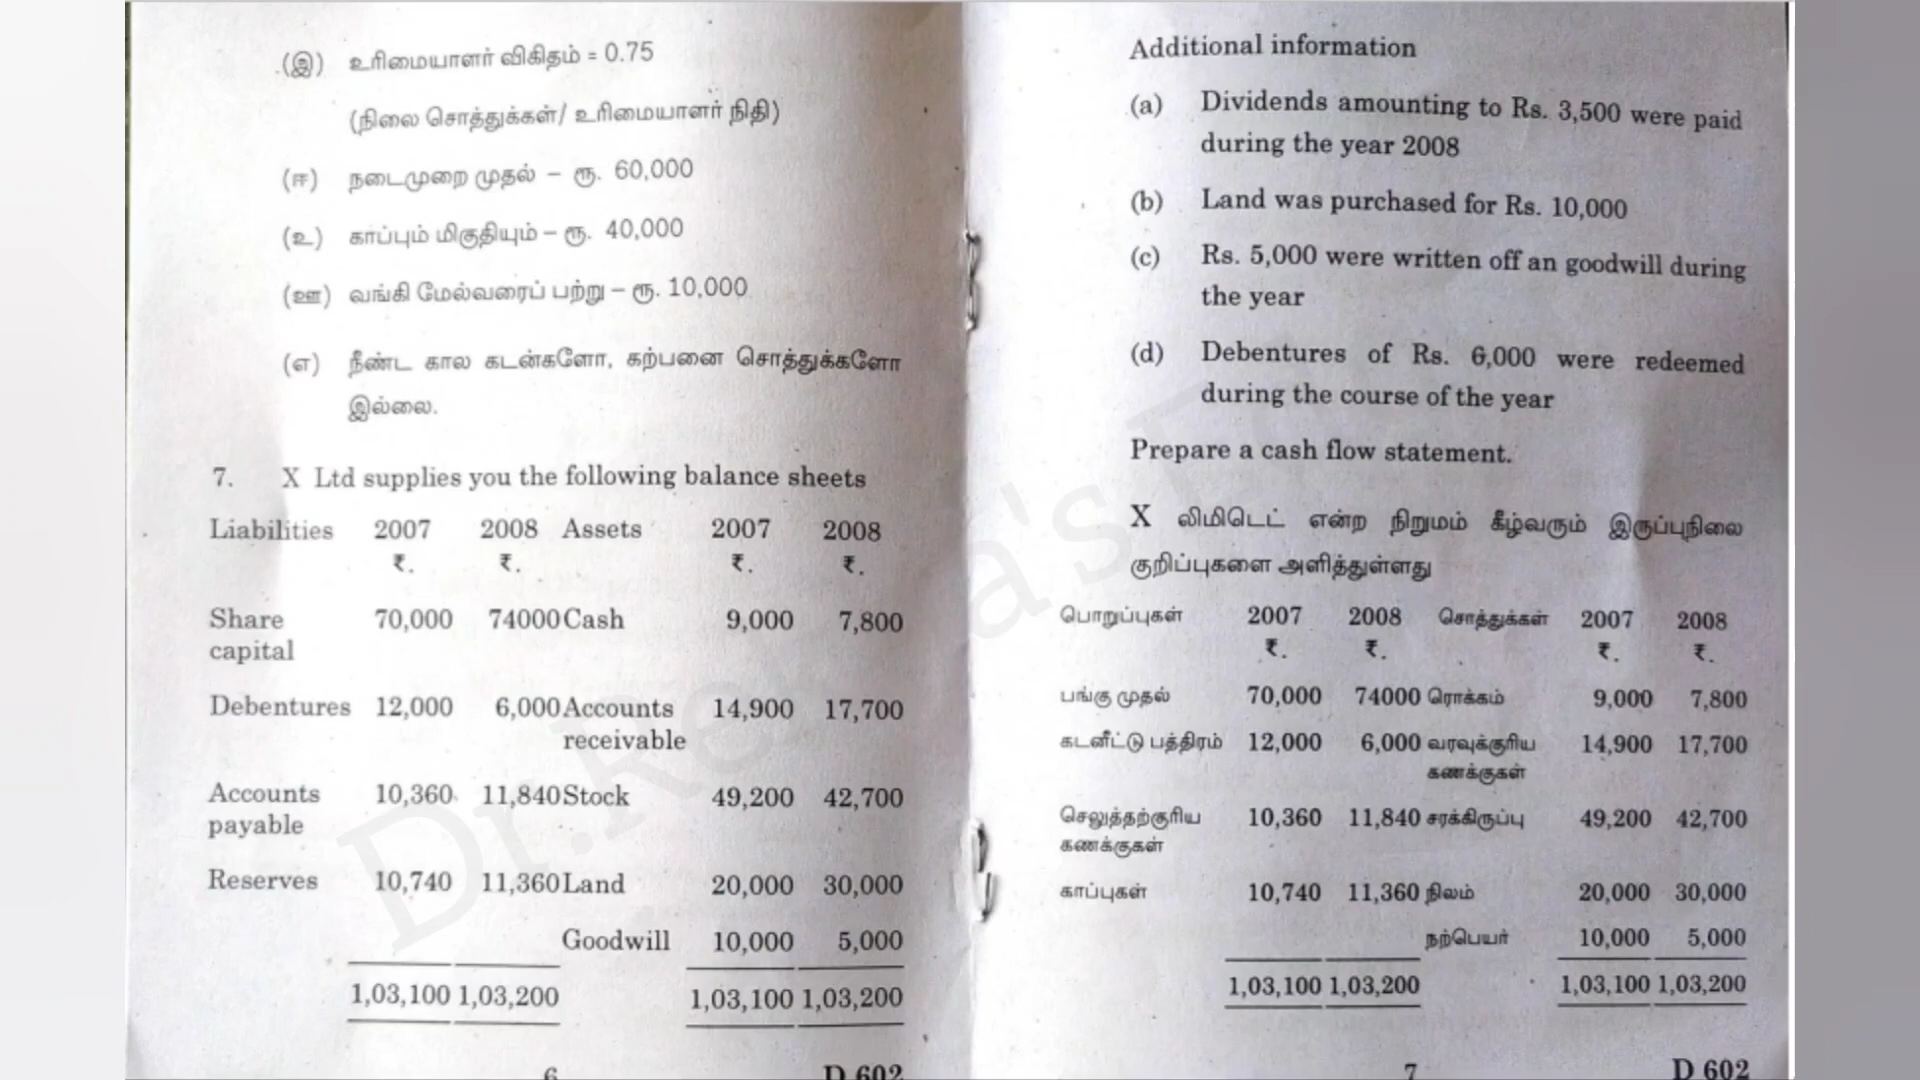 (இ) உரிமையாளர் விகிதம் = 0.75
(நிலை சொத்துக்கள்/ உரிமையாளர் நிதி)
(ஈ) நடைமுறை முதல் – ரூ. 60,000
(உ) காப்பும் மிகுதியும் – ரூ. 40,000
(ஊ) வங்கி மேல்வரைப் பற்று – ரூ. 10,000
(எ) நீண்ட கால கடன்களோ, கற்பனை சொத்துக்களோ
இல்லை.
7. X Ltd supplies you the following balance sheets
Liabilities 2007 2008 Assets 2007 2008
₹. ₹. ₹. ₹.
Share 70,000 74000 Cash 9,000 7,800
capital
Debentures 12,000 6,000 Accounts 14,900 17,700
receivable
Accounts 10,360 11,840 Stock 49,200 42,700
payable
Reserves 10,740 11,360 Land 20,000 30,000
Goodwill 10,000 5,000
1,03,100 1,03,200 1,03,100 1,03,200
6 D 602
Additional information
(a) Dividends amounting to Rs. 3,500 were paid
during the year 2008
(b) Land was purchased for Rs. 10,000
(c) Rs. 5,000 were written off an goodwill during
the year
(d) Debentures of Rs. 6,000 were redeemed
during the course of the year
Prepare a cash flow statement.
X லிமிடெட் என்ற நிறுமம் கீழ்வரும் இருப்புநிலை
குறிப்புகளை அளித்துள்ளது
பொறுப்புகள் 2007 2008 சொத்துக்கள் 2007 2008
₹. ₹. ₹. ₹.
பங்கு முதல் 70,000 74000 ரொக்கம் 9,000 7,800
கடனீட்டு பத்திரம் 12,000 6,000 வரவுக்குரிய 14,900 17,700
கணக்குகள்
செலுத்தற்குரிய 10,360 11,840 சரக்கிருப்பு 49,200 42,700
கணக்குகள்
காப்புகள் 10,740 11,360 நிலம் 20,000 30,000
நற்பெயர் 10,000 5,000
1,03,100 1,03,200 1,03,100 1,03,200
7 D 602